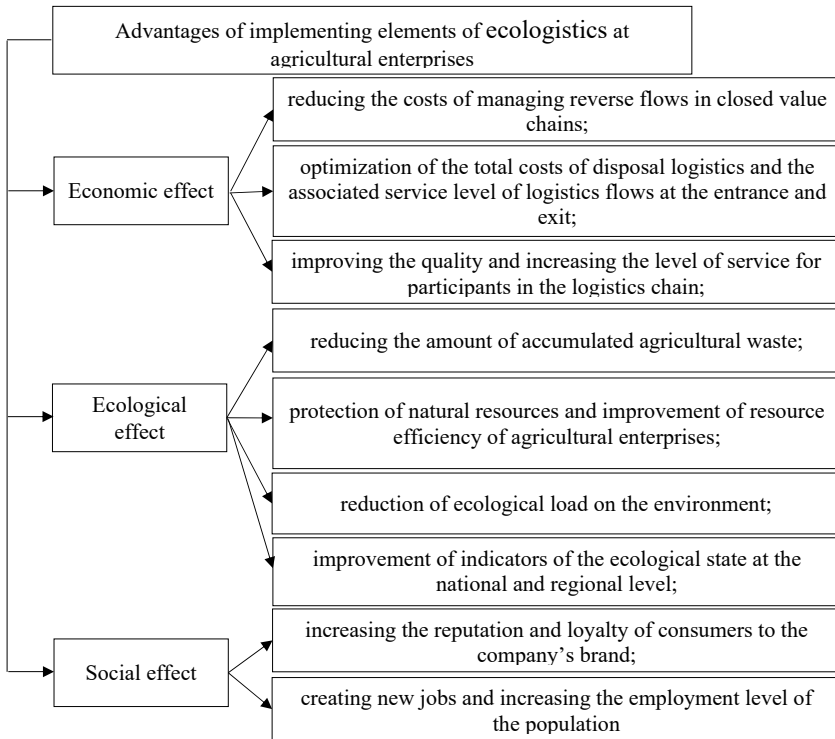 Advantages of implementing elements of ecologistics at
agricultural enterprises
Economic effect
reducing the costs of managing reverse flows in closed value
chains;
optimization of the total costs of disposal logistics and the
associated service level of logistics flows at the entrance and
exit;
improving the quality and increasing the level of service for
participants in the logistics chain;
Ecological
effect
reducing the amount of accumulated agricultural waste;
protection of natural resources and improvement of resource
efficiency of agricultural enterprises;
reduction of ecological load on the environment;
improvement of indicators of the ecological state at the
national and regional level;
Social effect
increasing the reputation and loyalty of consumers to the
company’s brand;
creating new jobs and increasing the employment level of
the population